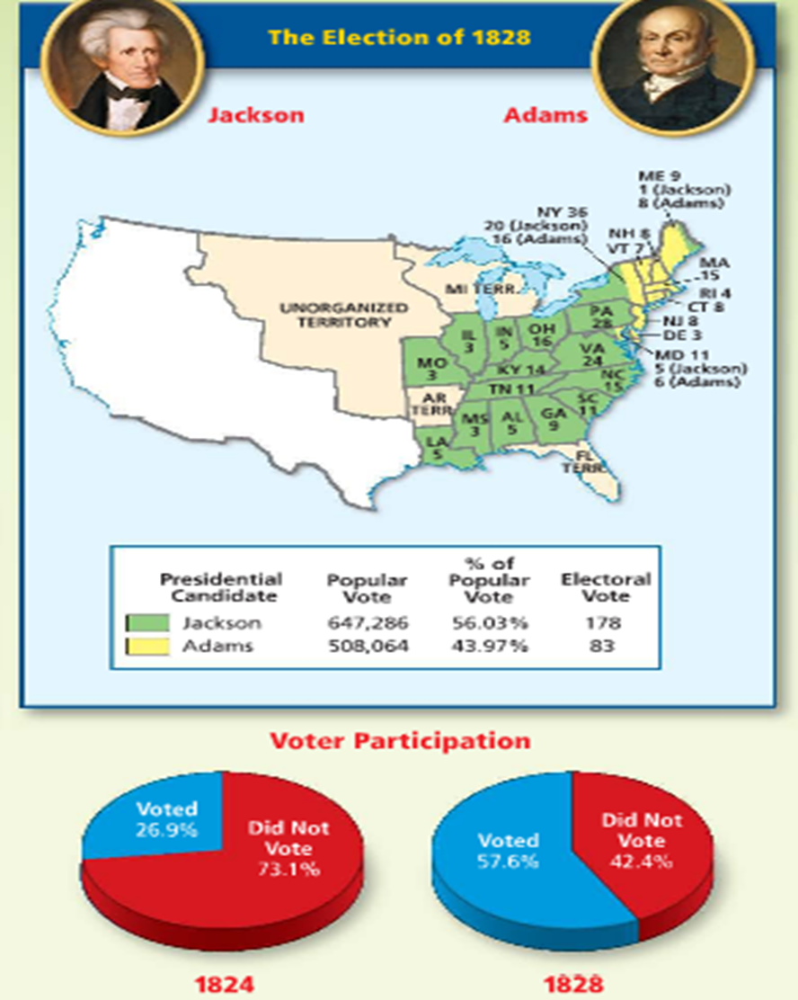 The Election of 1828
Jackson
Adams
ME 9
1 (Jackson)
8 (Adams)
NY 36
20 (Jackson)
16 (Adams)
NH 8
VT 7
MA
15
RI 4
CT 8
NJ 8
DE 3
MD 11
5 (Jackson)
6 (Adams)
UNORGANIZED
TERRITORY
MI TERR.
PA
28
IL
3
IN
5
OH
16
VA
24
MO
3
KY 14
NC
15
TN 11
AR
TERR.
SC
11
MS
3
AL
5
GA
9
LA
5
FL
TERR.
Presidential Candidate
Popular Vote
% of Popular Vote
Electoral Vote
Jackson 647,286 56.03% 178
Adams 508,064 43.97% 83
Voter Participation
Voted
26.9%
Did Not
Vote
73.1%
Voted
57.6%
Did Not
Vote
42.4%
1824
1828